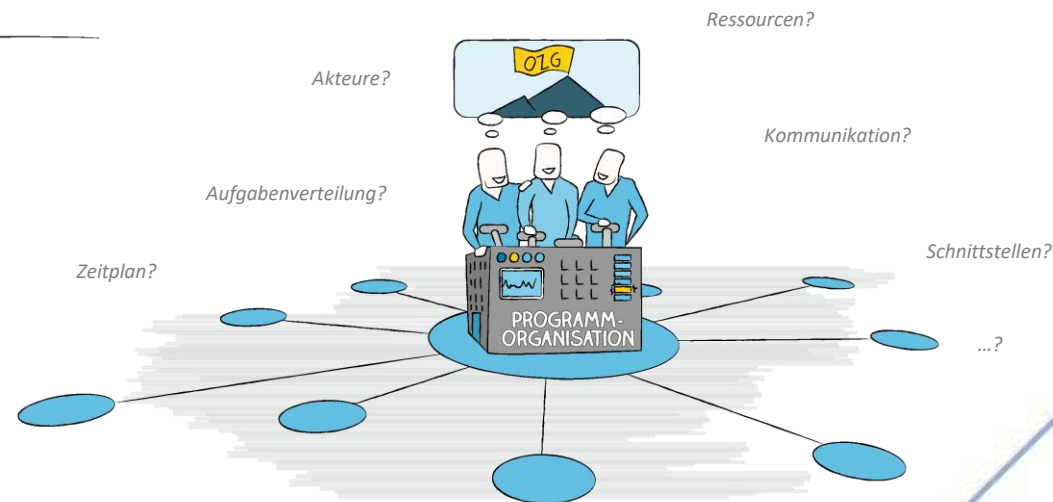 Ressourcen?
OZG
Akteure?
Kommunikation?
Aufgabenverteilung?
Schnittstellen?
Zeitplan?
PROGRAMM-
ORGANISATION
...?